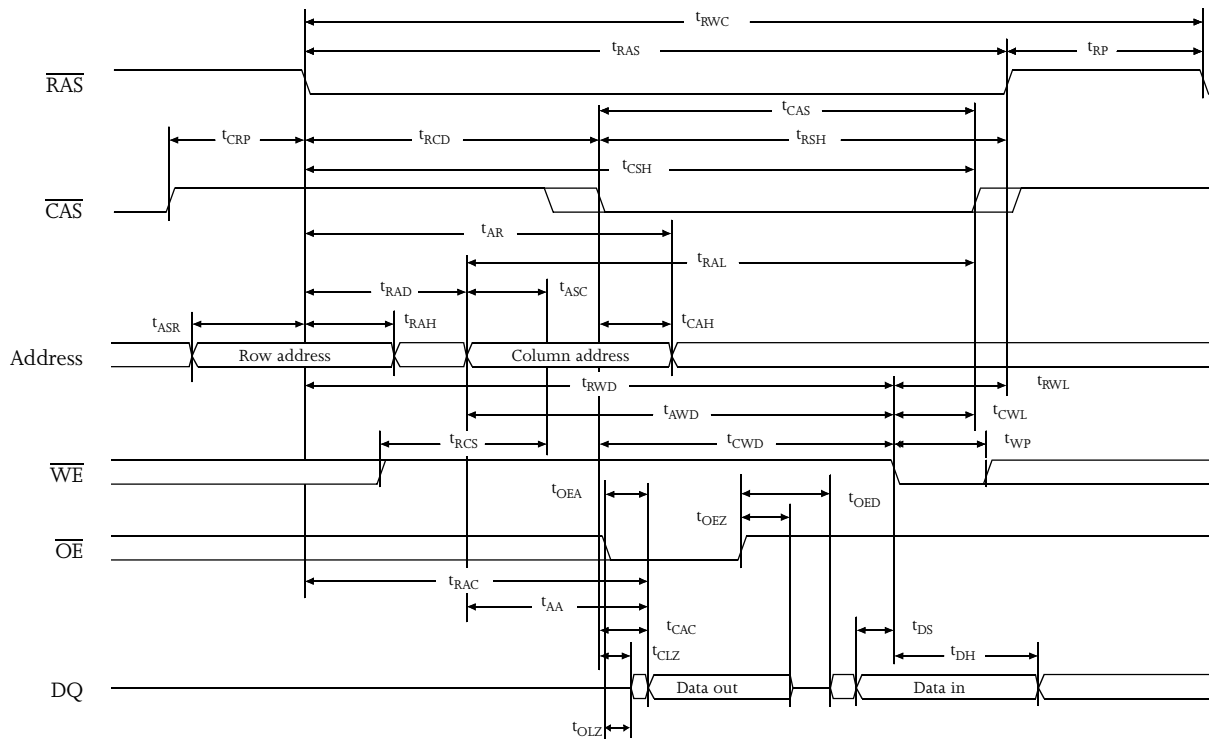 tRWC
tRAS tRP
RAS
tCAS
tCRP tRCD tRSH
tCSH
CAS
tAR
tRAL
tRAD tASC
tASR tRAH tCAH
Address Row address Column address
tRWD tRWL
tAWD tCWL
tRCS tCWD tWP
WE
tOEA tOED
tOEZ
OE
tRAC
tAA
tCAC tDS
tCLZ tDH
DQ Data out Data in
tOLZ